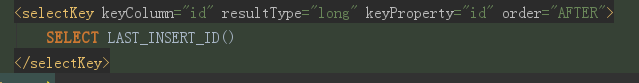 <selectKey keyColumn="id" resultType="long" keyProperty="id" order="AFTER">
SELECT LAST_INSERT_ID()
</selectKey>